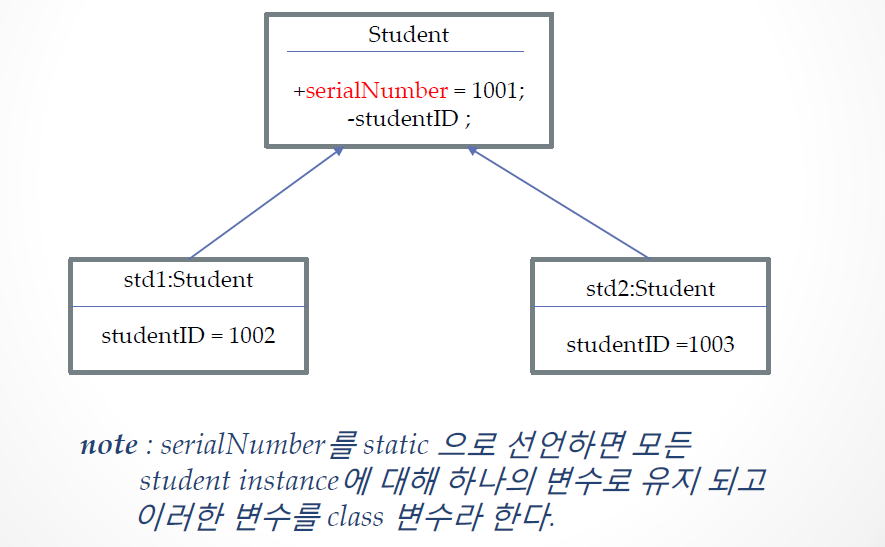 Student
+serialNumber = 1001;
-studentID ;
std1:Student
studentID = 1002
std2:Student
studentID =1003
note : serialNumber를 static 으로 선언하면 모든
student instance에 대해 하나의 변수로 유지 되고
이러한 변수를 class 변수라 한다.